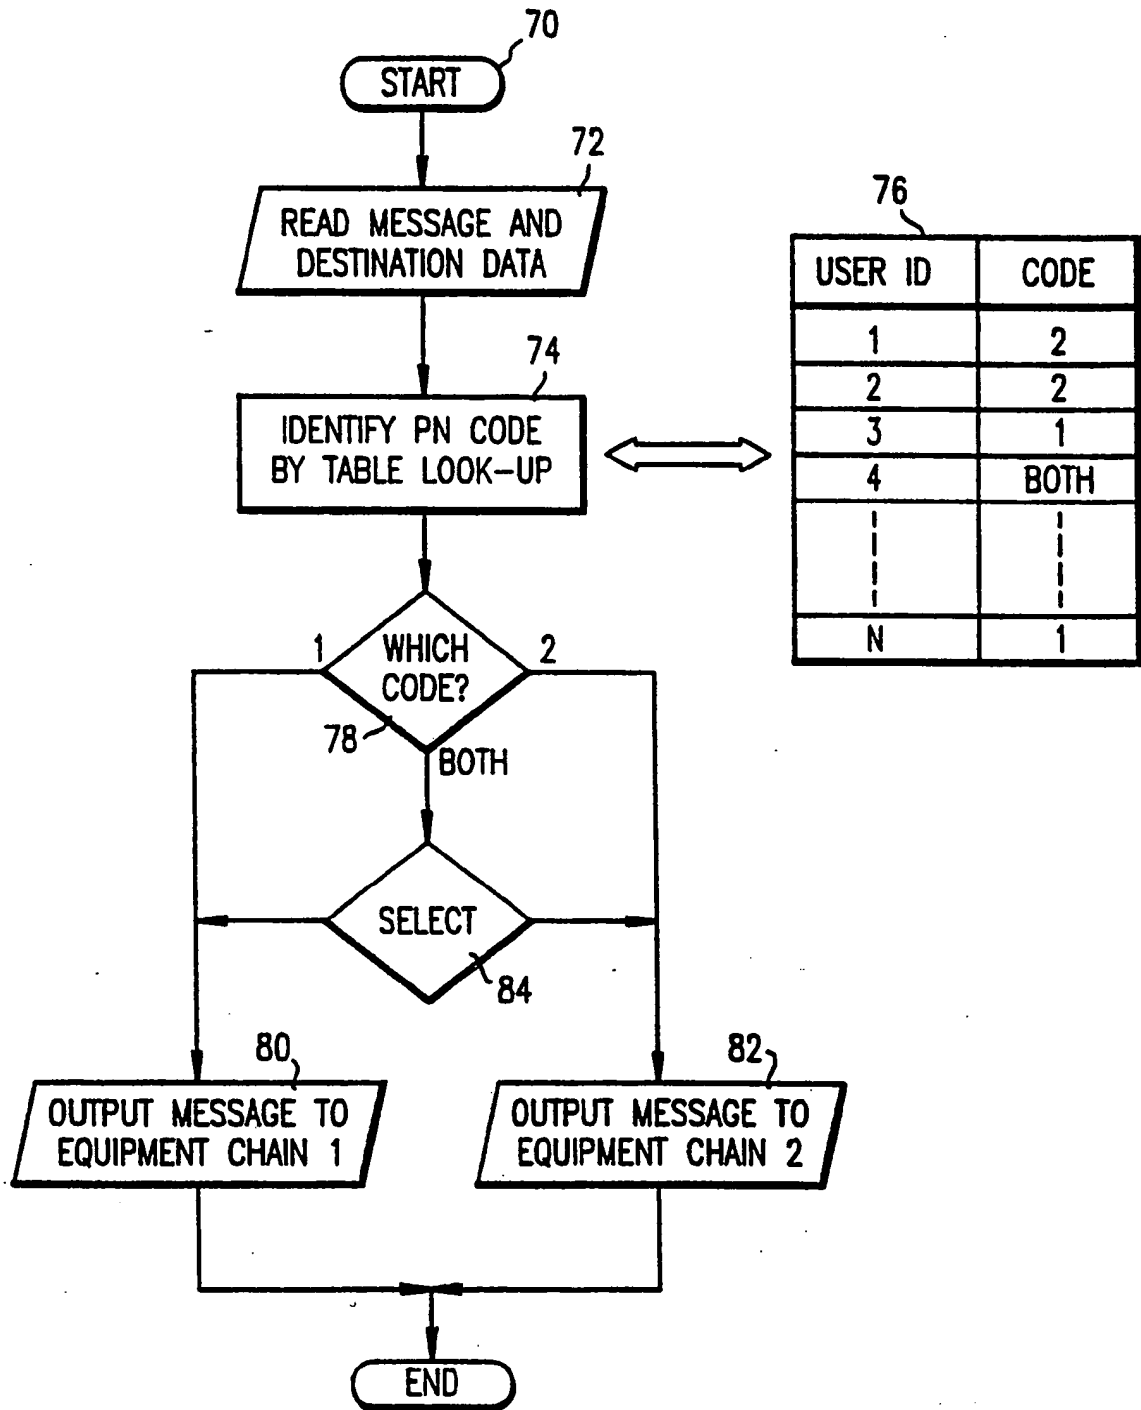 70
START
72
READ MESSAGE AND
DESTINATION DATA
76
USER ID CODE
1 2
2 2
3 1
4 BOTH
N 1
74
IDENTIFY PN CODE
BY TABLE LOOK-UP
1 WHICH 2
CODE?
78
BOTH
SELECT
84
80
OUTPUT MESSAGE TO
EQUIPMENT CHAIN 1
82
OUTPUT MESSAGE TO
EQUIPMENT CHAIN 2
END